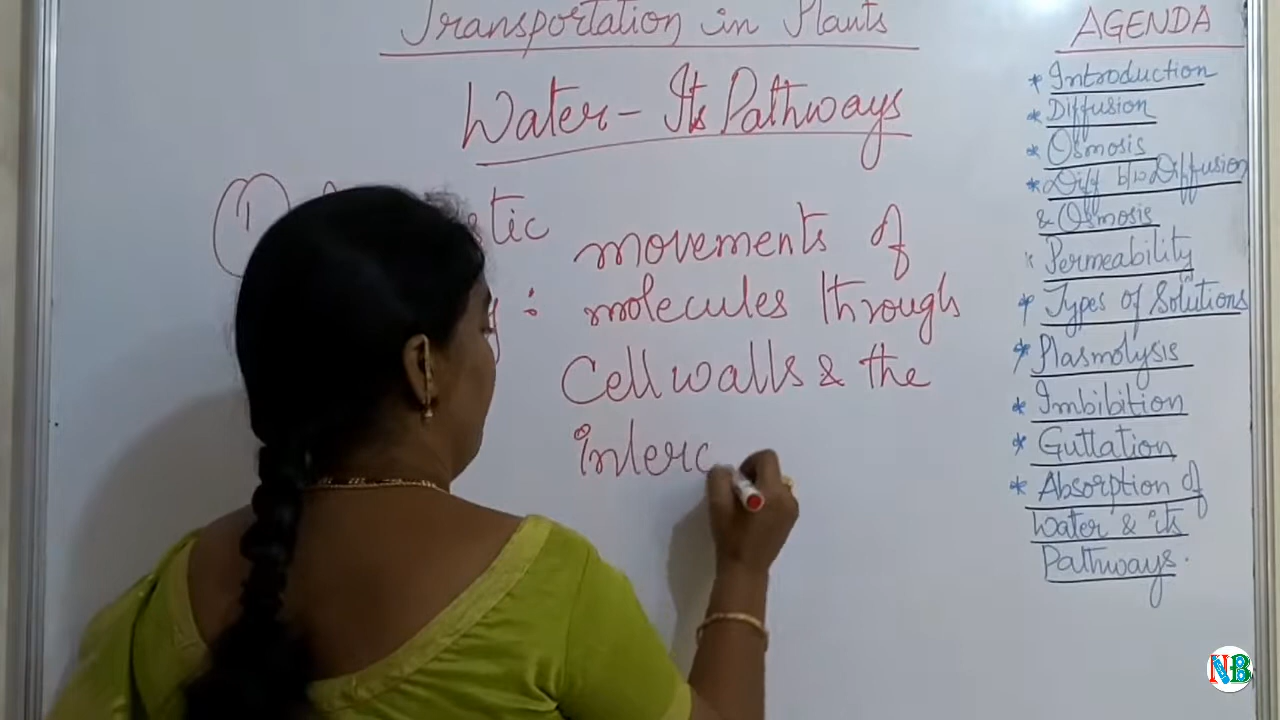 Transportation in Plants
Water - Its Pathways
1
movements of
: molecules through
Cell walls & the
interc
AGENDA
* Introduction
* Diffusion
* Osmosis
* Diff b/w Diffusion
& Osmosis
* Permeability
* Types of Solutions
* Plasmolysis
* Imbibition
* Guttation
* Absorption of
Water & its
Pathways.
NB